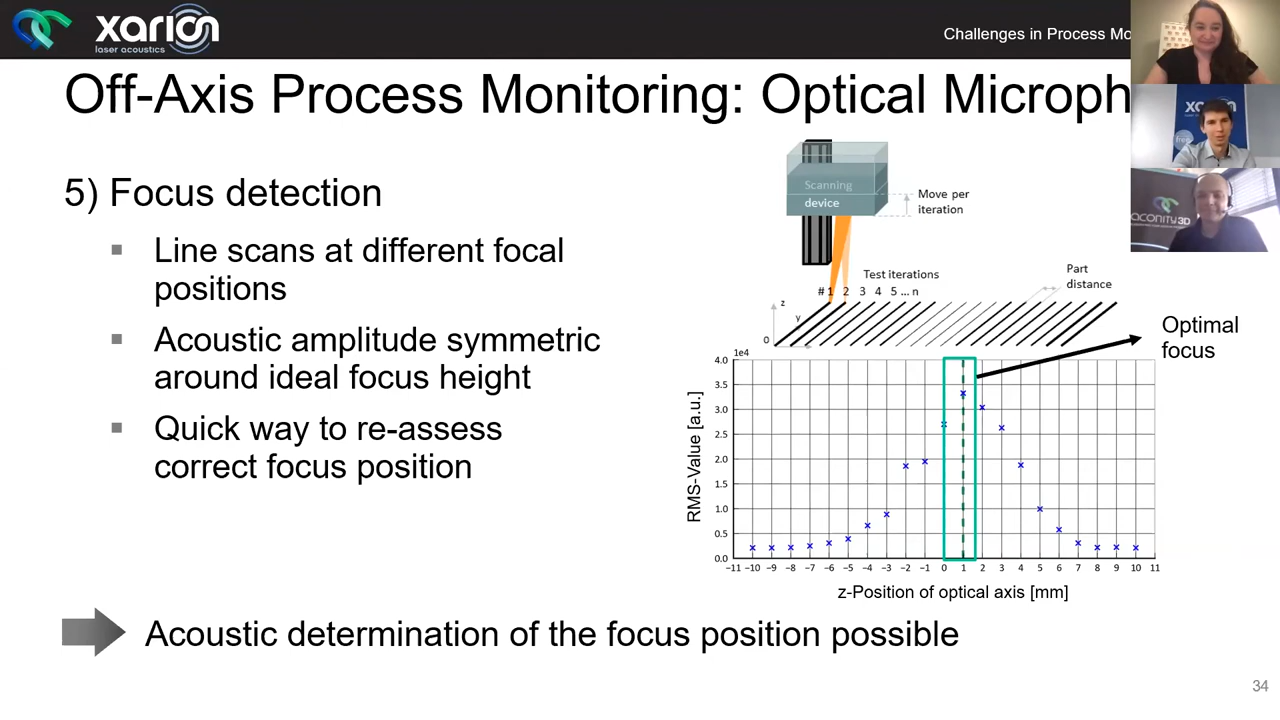 xarion
laser acoustics
Challenges in Process Mo
Off-Axis Process Monitoring: Optical Microph
xarion
free
ACONITY3D
5) Focus detection
Line scans at different focal
positions
Acoustic amplitude symmetric
around ideal focus height
Quick way to re-assess
correct focus position
Scanning
device
Move per
iteration
Test iterations
# 1 2 3 4 5 ... n
Part
distance
z
y
0
Optimal
focus
1e4
4.0
3.5
3.0
2.5
2.0
1.5
1.0
0.5
0.0
RMS-Value [a.u.]
−11 −10 −9 −8 −7 −6 −5 −4 −3 −2 −1 0 1 2 3 4 5 6 7 8 9 10 11
z-Position of optical axis [mm]
Acoustic determination of the focus position possible
34